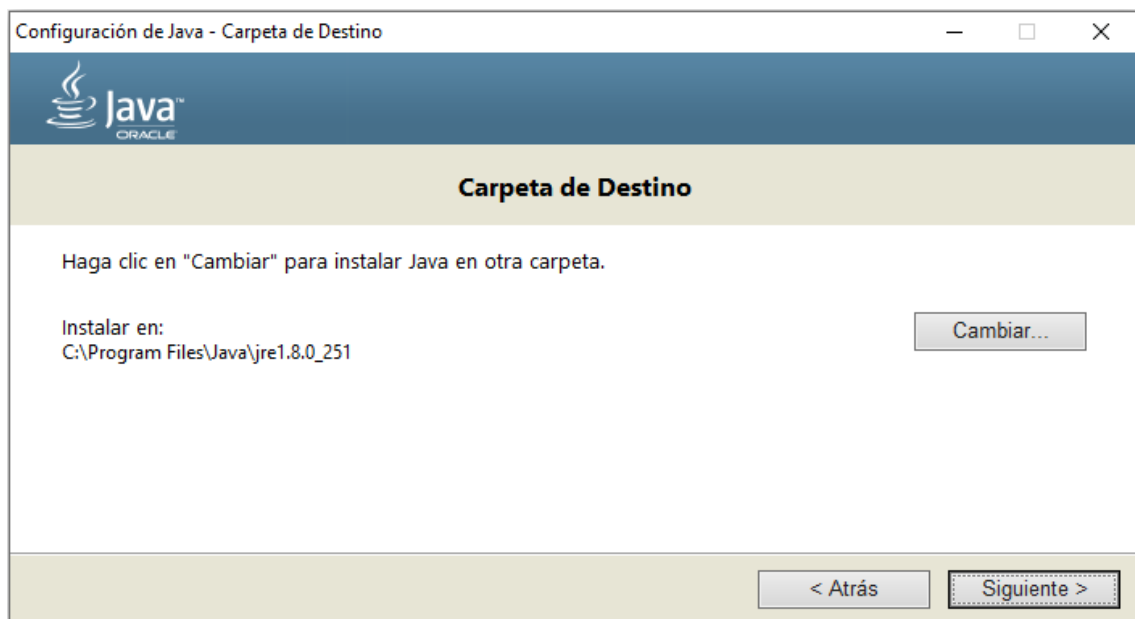 Configuración de Java - Carpeta de Destino
Java™
ORACLE
Carpeta de Destino
Haga clic en "Cambiar" para instalar Java en otra carpeta.
Instalar en:
C:\Program Files\Java\jre1.8.0_251
Cambiar...
< Atrás
Siguiente >